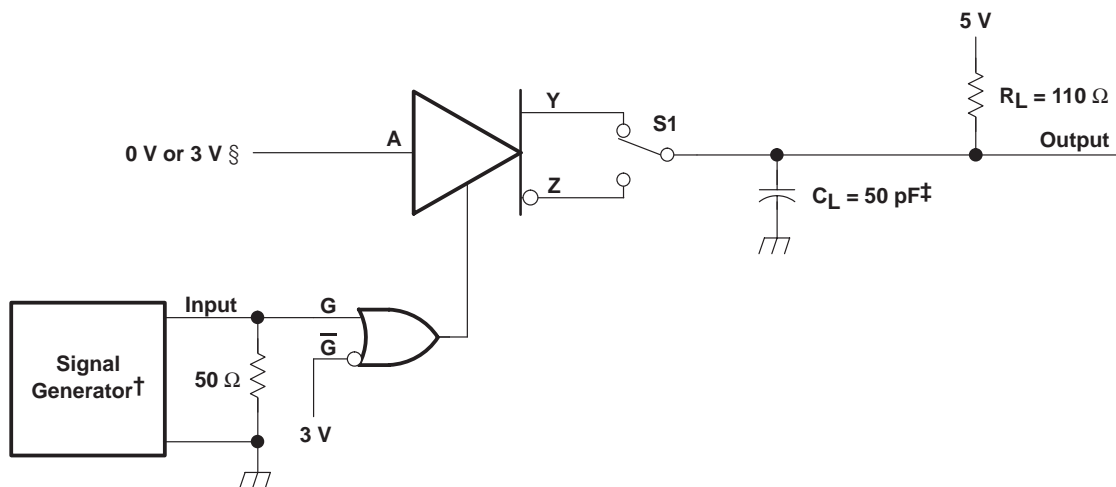 5 V
R_L = 110 Ω
Y
S1
A
0 V or 3 V §
Output
Z
C_L = 50 pF‡
Input
G
G̅
Signal
Generator†
50 Ω
3 V